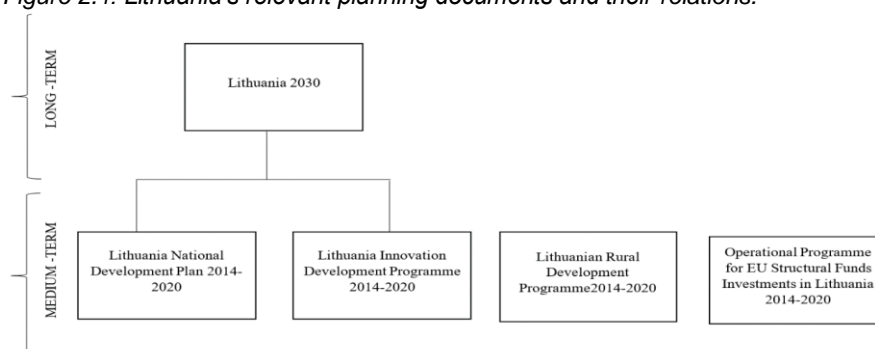 Figure Lithuania's relevant planning documents and their relations.
LONG -TERM
Lithuania 2030
MEDIUM -TERM
Lithuania National
Development Plan 2014-
2020
Lithuania Innovation
Development Programme
2014-2020
Lithuanian Rural
Development
Programme2014-2020
Operational Programme
for EU Structural Funds
Investments in Lithuania
2014-2020